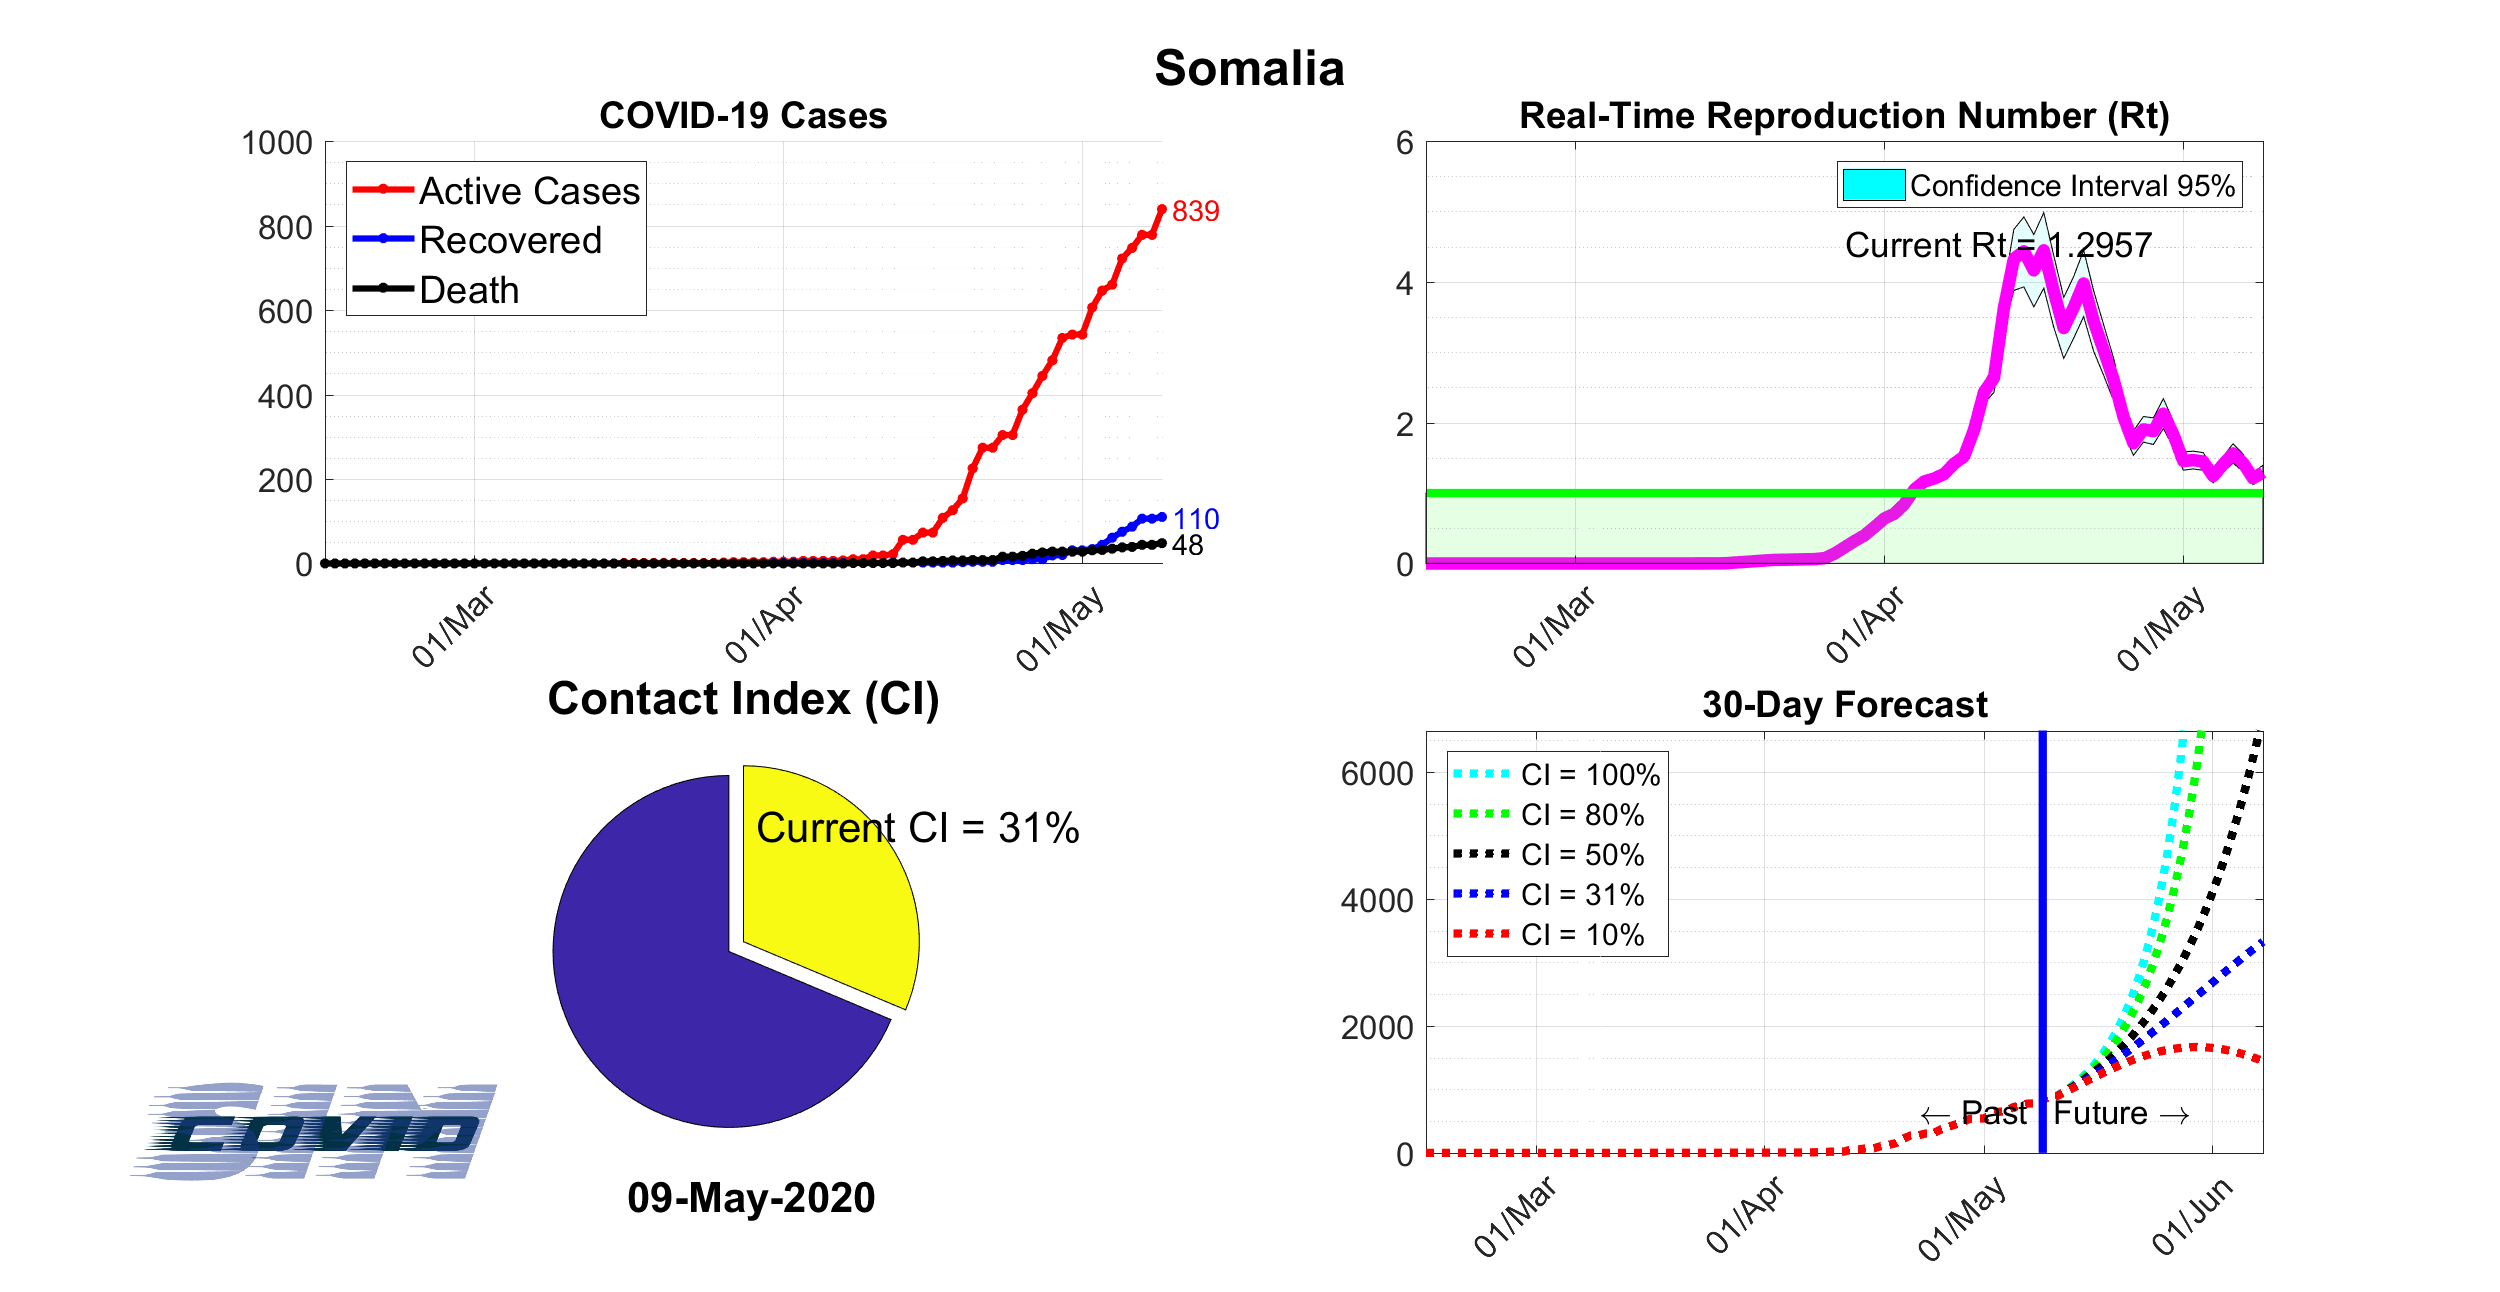 Somalia
COVID-19 Cases
1000
800
600
400
200
0
Active Cases
Recovered
Death
839
110
48
01/Mar
01/Apr
01/May
Real-Time Reproduction Number (Rt)
6
4
2
0
Confidence Interval 95%
Current Rt = 1.2957
01/Mar
01/Apr
01/May
Contact Index (CI)
Current CI = 31%
30-Day Forecast
6000
4000
2000
0
CI = 100%
CI = 80%
CI = 50%
CI = 31%
CI = 10%
← Past
Future →
01/Mar
01/Apr
01/May
01/Jun
SIM
COVID
09-May-2020